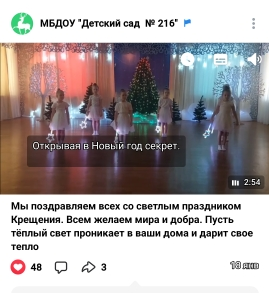 МБДОУ "Детский сад № 216"
Открывая в Новый год секрет.
2:54
Мы поздравляем всех со светлым праздником
Крещения. Всем желаем мира и добра. Пусть
тёплый свет проникает в ваши дома и дарит свое
тепло
48
3
18 янв